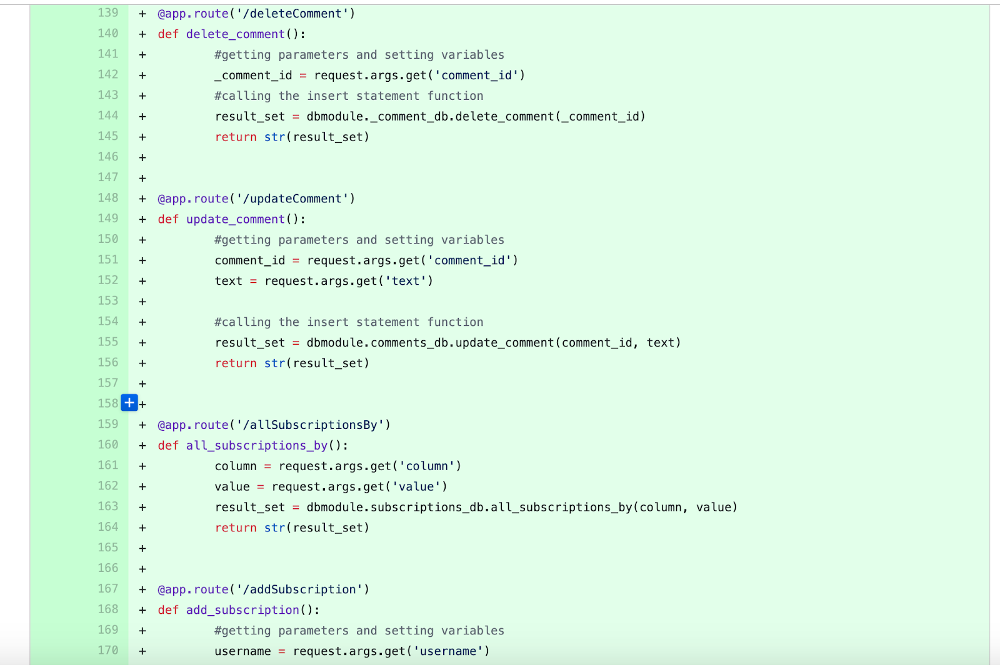 139 + @app.route('/deleteComment')
140 + def delete_comment():
141 +         #getting parameters and setting variables
142 +         _comment_id = request.args.get('comment_id')
143 +         #calling the insert statement function
144 +         result_set = dbmodule._comment_db.delete_comment(_comment_id)
145 +         return str(result_set)
146 +
147 +
148 + @app.route('/updateComment')
149 + def update_comment():
150 +         #getting parameters and setting variables
151 +         comment_id = request.args.get('comment_id')
152 +         text = request.args.get('text')
153 +
154 +         #calling the insert statement function
155 +         result_set = dbmodule.comments_db.update_comment(comment_id, text)
156 +         return str(result_set)
157 +
158 + +
159 + @app.route('/allSubscriptionsBy')
160 + def all_subscriptions_by():
161 +         column = request.args.get('column')
162 +         value = request.args.get('value')
163 +         result_set = dbmodule.subscriptions_db.all_subscriptions_by(column, value)
164 +         return str(result_set)
165 +
166 +
167 + @app.route('/addSubscription')
168 + def add_subscription():
169 +         #getting parameters and setting variables
170 +         username = request.args.get('username')